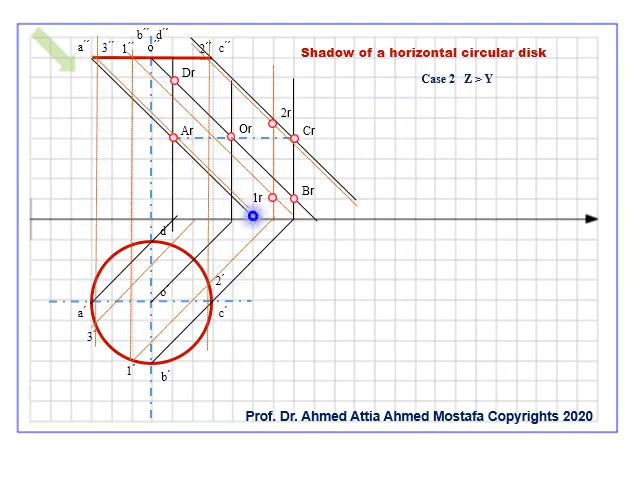 b´´ d´´
a´´ 3´´ 1´´ o´´ 2´´ c´´
Shadow of a horizontal circular disk
Case 2 Z > Y
Dr
2r
Ar Or Cr
1r Br
d
2´
o
a´ c´
3´
1´ b´
Prof. Dr. Ahmed Attia Ahmed Mostafa Copyrights 2020